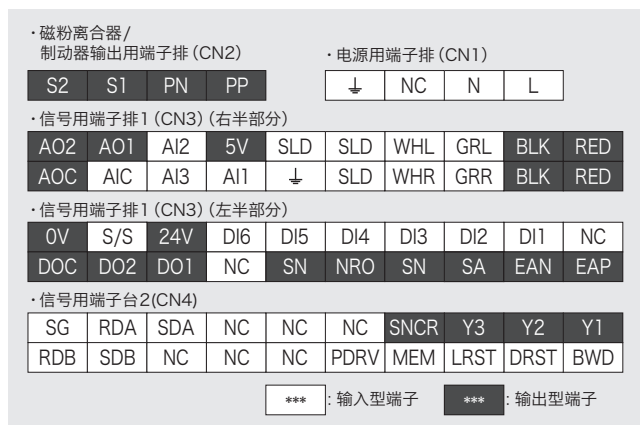 ·磁粉离合器/
制动器输出用端子排(CN2)
·电源用端子排(CN1)
S2 S1 PN PP
⏚ NC N L
·信号用端子排1(CN3)(右半部分)
AO2 AO1 AI2 5V SLD SLD WHL GRL BLK RED
AOC AIC AI3 AI1 ⏚ SLD WHR GRR BLK RED
·信号用端子排1(CN3)(左半部分)
0V S/S 24V DI6 DI5 DI4 DI3 DI2 DI1 NC
DOC DO2 DO1 NC SN NRO SN SA EAN EAP
·信号用端子台2(CN4)
SG RDA SDA NC NC NC SNCR Y3 Y2 Y1
RDB SDB NC NC NC PDRV MEM LRST DRST BWD
*** : 输入型端子 *** : 输出型端子